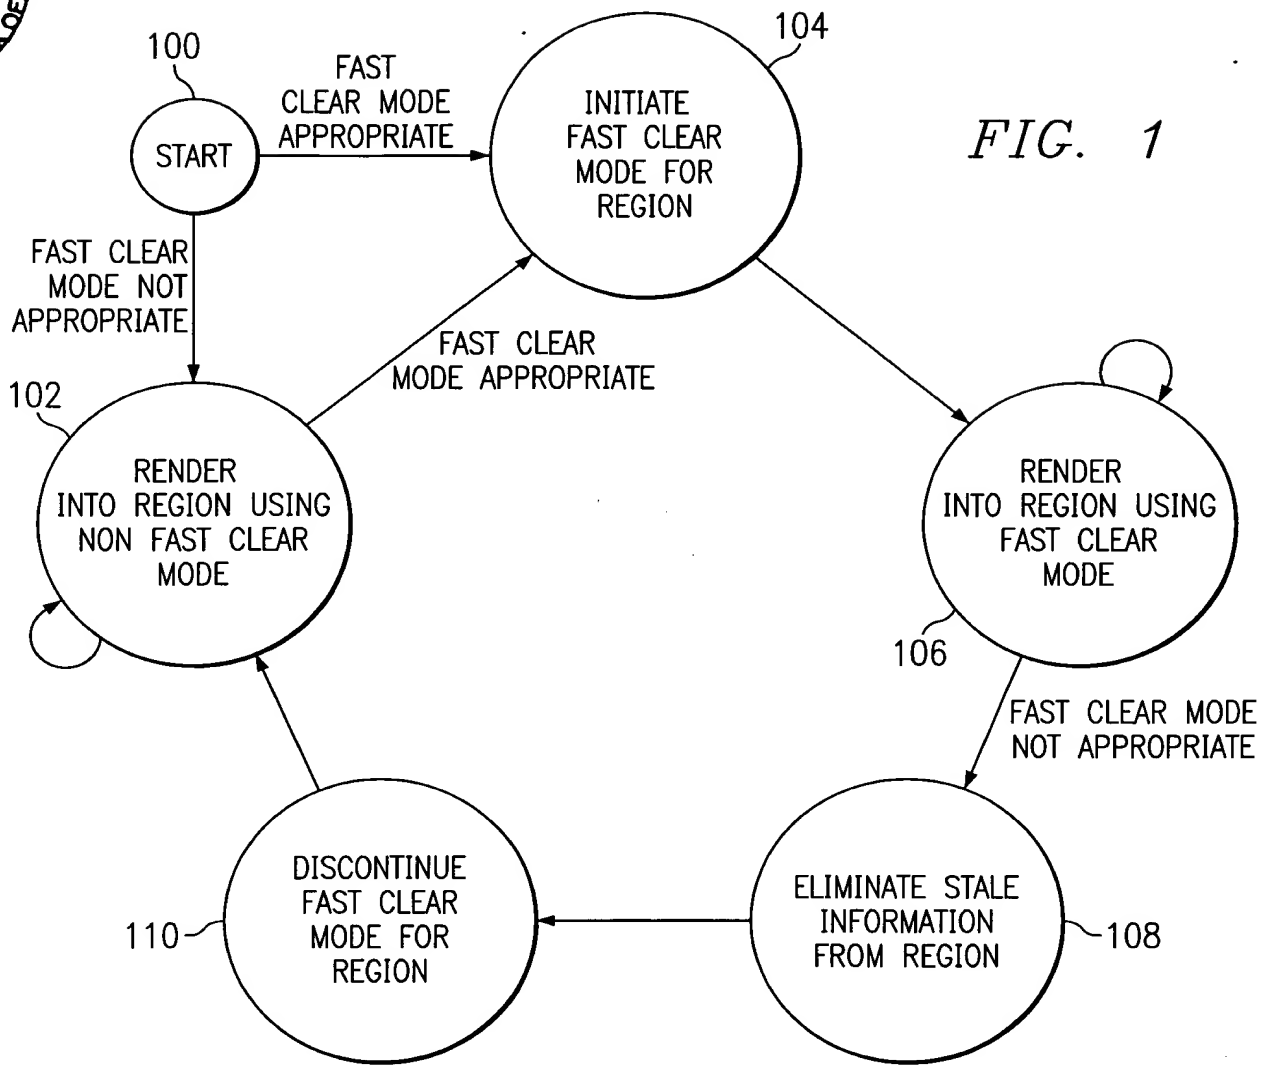 100
START
FAST
CLEAR MODE
APPROPRIATE
104
INITIATE
FAST CLEAR
MODE FOR
REGION
FIG. 1
FAST CLEAR
MODE NOT
APPROPRIATE
FAST CLEAR
MODE APPROPRIATE
102
RENDER
INTO REGION USING
NON FAST CLEAR
MODE
RENDER
INTO REGION USING
FAST CLEAR
MODE
106
FAST CLEAR MODE
NOT APPROPRIATE
DISCONTINUE
FAST CLEAR
MODE FOR
REGION
110
ELIMINATE STALE
INFORMATION
FROM REGION
108